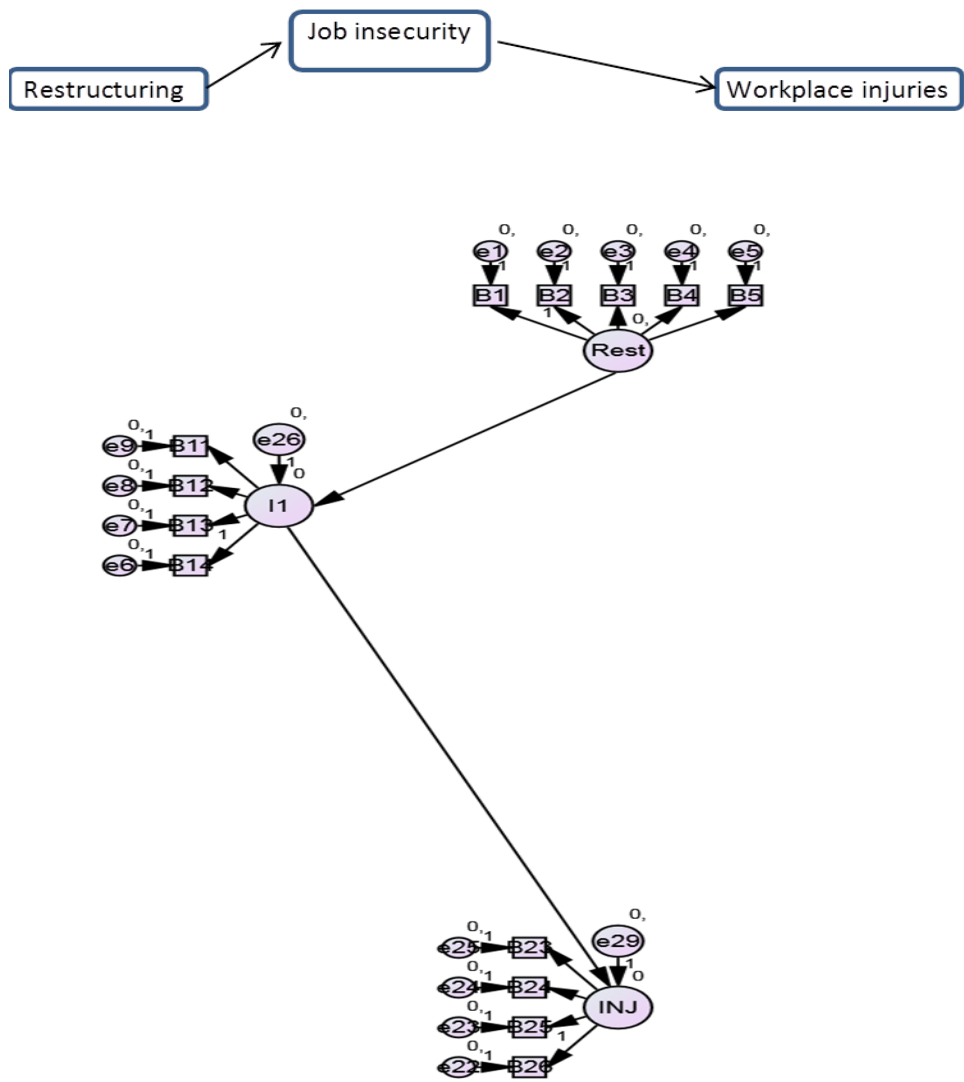 Job insecurity
Restructuring
Workplace injuries
0, 0, 0, 0, 0,
e1 e2 e3 e4 e5
1 1 1 1 1
B1 B2 B3 B4 B5
1 0,
Rest
0,
e26
1
0
I1
0,
e9 1 B11
0,
e8 1 B12
0,
e7 1 B13
1
0,
e6 1 B14
0,
e29
1
0
INJ
0,
e25 1 B23
0,
e24 1 B24
0,
e23 1 B25
1
0,
e22 1 B26